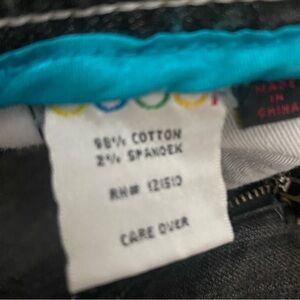 98% COTTON
2% SPANDEX
RN# 121510
CARE OVER
MADE
IN
CHINA